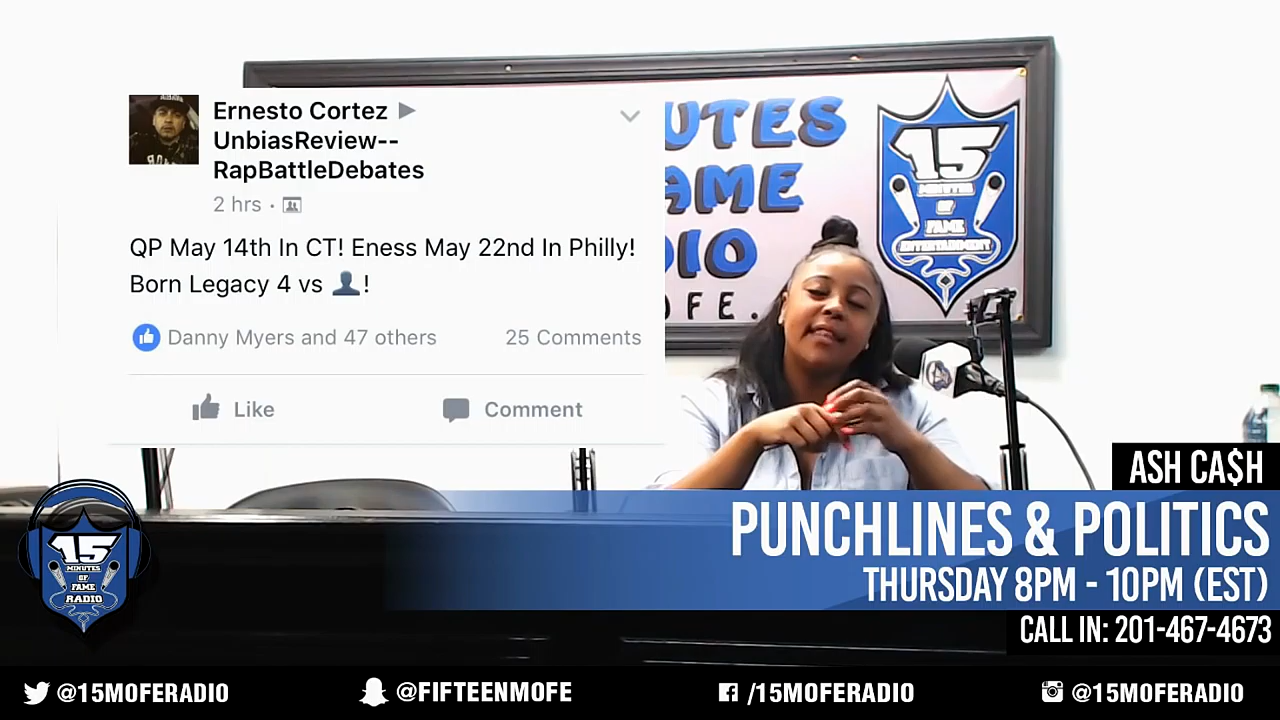 Ernesto Cortez ▶
UnbiasReview--
RapBattleDebates
2 hrs ·
QP May 14th In CT! Eness May 22nd In Philly!
Born Legacy 4 vs 👤!
Danny Myers and 47 others
25 Comments
Like
Comment
UTES
AME
DIO
OFE.
15
MINUTES
OF
FAME
ENTERTAINMENT
ASH CA$H
PUNCHLINES & POLITICS
THURSDAY 8PM - 10PM (EST)
CALL IN: 201-467-4673
15
MINUTES
OF
FAME
RADIO
@15MOFERADIO
@FIFTEENMOFE
/15MOFERADIO
@15MOFERADIO